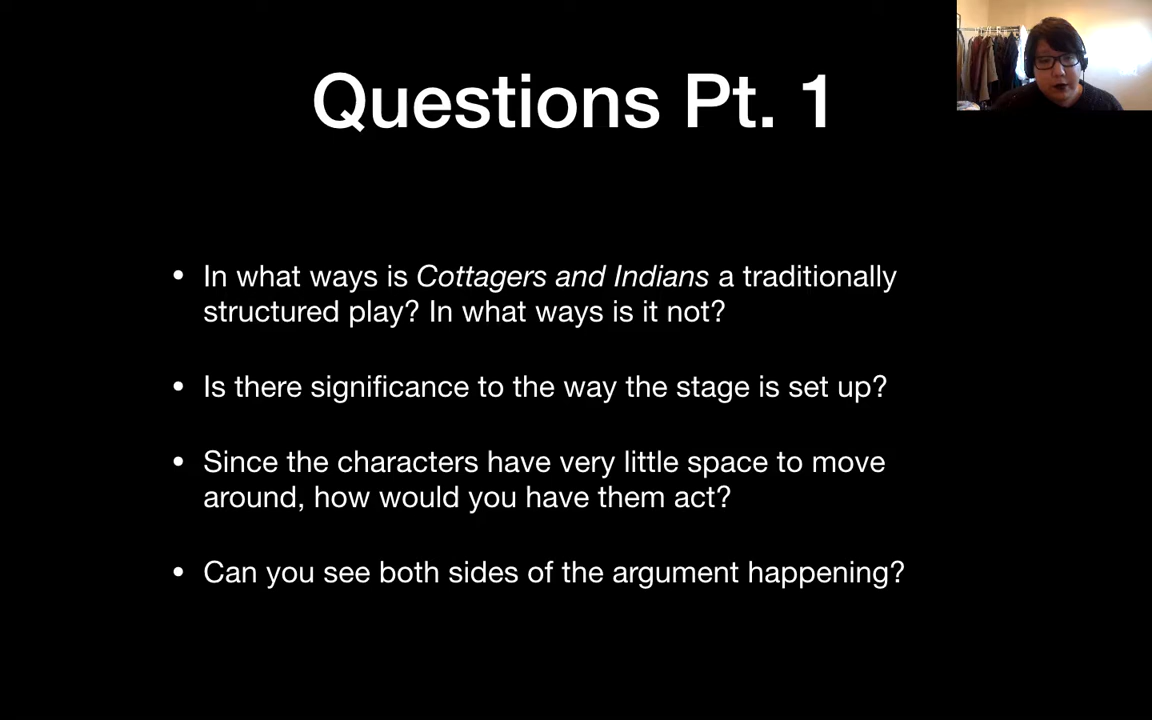 Questions Pt. 1
• In what ways is Cottagers and Indians a traditionally
structured play? In what ways is it not?
• Is there significance to the way the stage is set up?
• Since the characters have very little space to move
around, how would you have them act?
• Can you see both sides of the argument happening?